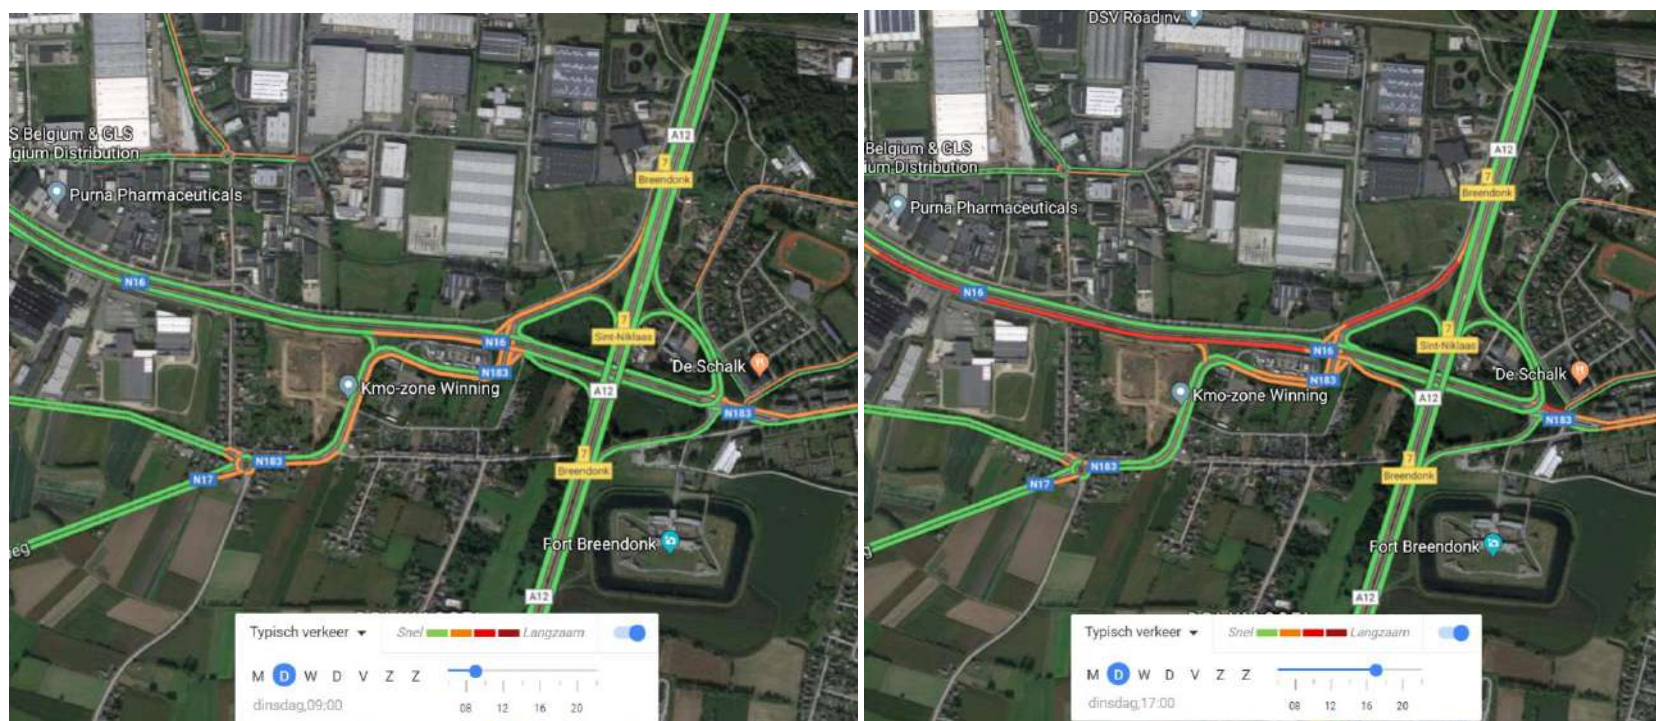 S Belgium & GLS
lgium Distribution
Purna Pharmaceuticals
A12
7
Breendonk
N16
7
Sint-Niklaas
N16
De Schalk
N183
Kmo-zone Winning
A12
N183
N183
7
Breendonk
N17
Fort Breendonk
eg
A12
Typisch verkeer
Snel
Langzaam
M D W D V Z Z
dinsdag,09:00
08 12 16 20
DSV Road nv
A12
Belgium & GLS
ium Distribution
7
Breendonk
Purna Pharmaceuticals
N16
7
Sint-Niklaas
N16
De Schalk
N183
Kmo-zone Winning
A12
N183
N183
7
Breendonk
N17
Fort Breendonk
A12
Typisch verkeer
Snel
Langzaam
M D W D V Z Z
dinsdag,17:00
08 12 16 20